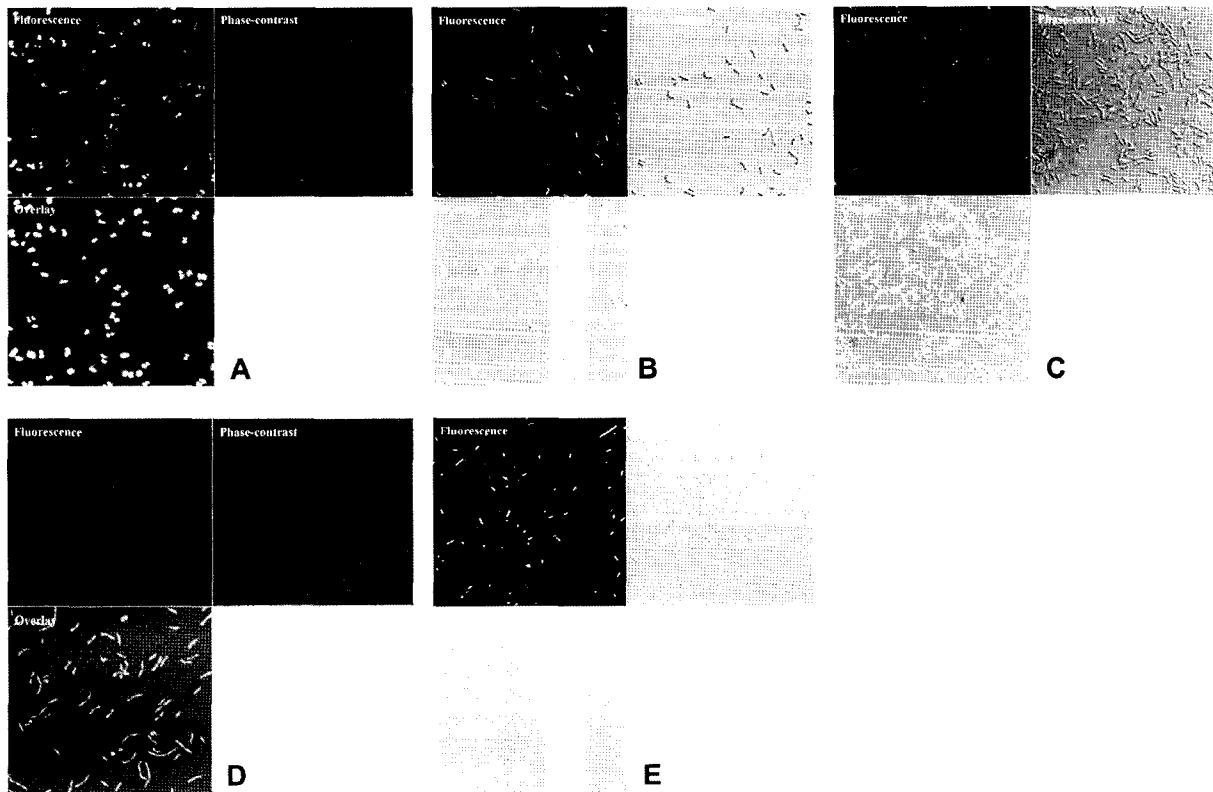 Fluorescence Phase-contrast
Overlay
A
Fluorescence
B
Fluorescence Phase-contrast
C
Fluorescence Phase-contrast
Overlay
D
Fluorescence
E